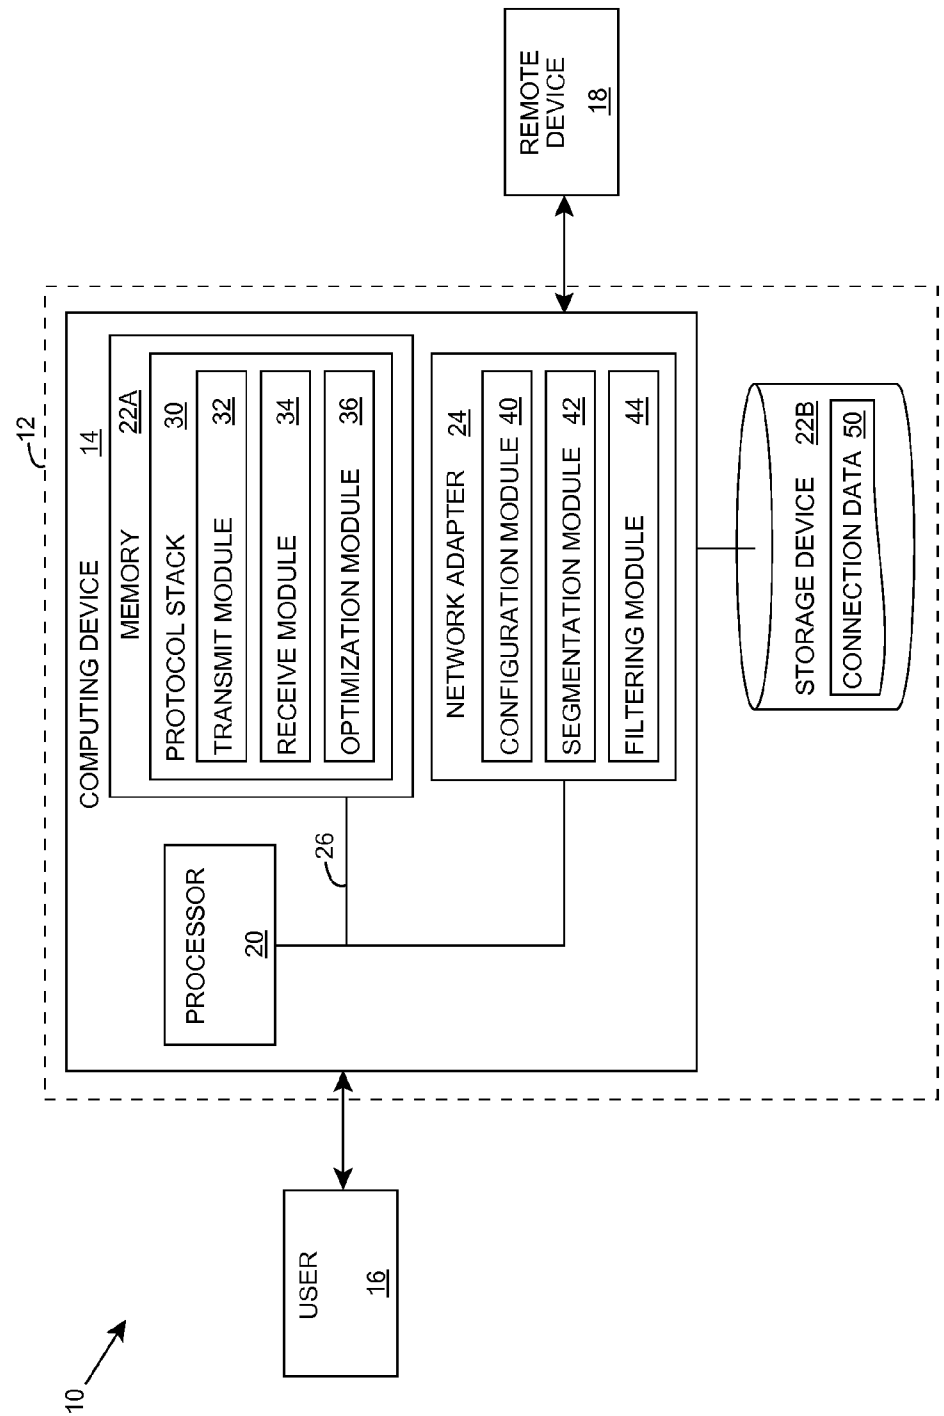 10
12
USER
16
COMPUTING DEVICE 14
PROCESSOR
20
26
MEMORY 22A
PROTOCOL STACK 30
TRANSMIT MODULE 32
RECEIVE MODULE 34
OPTIMIZATION MODULE 36
NETWORK ADAPTER 24
CONFIGURATION MODULE 40
SEGMENTATION MODULE 42
FILTERING MODULE 44
STORAGE DEVICE 22B
CONNECTION DATA 50
REMOTE
DEVICE
18